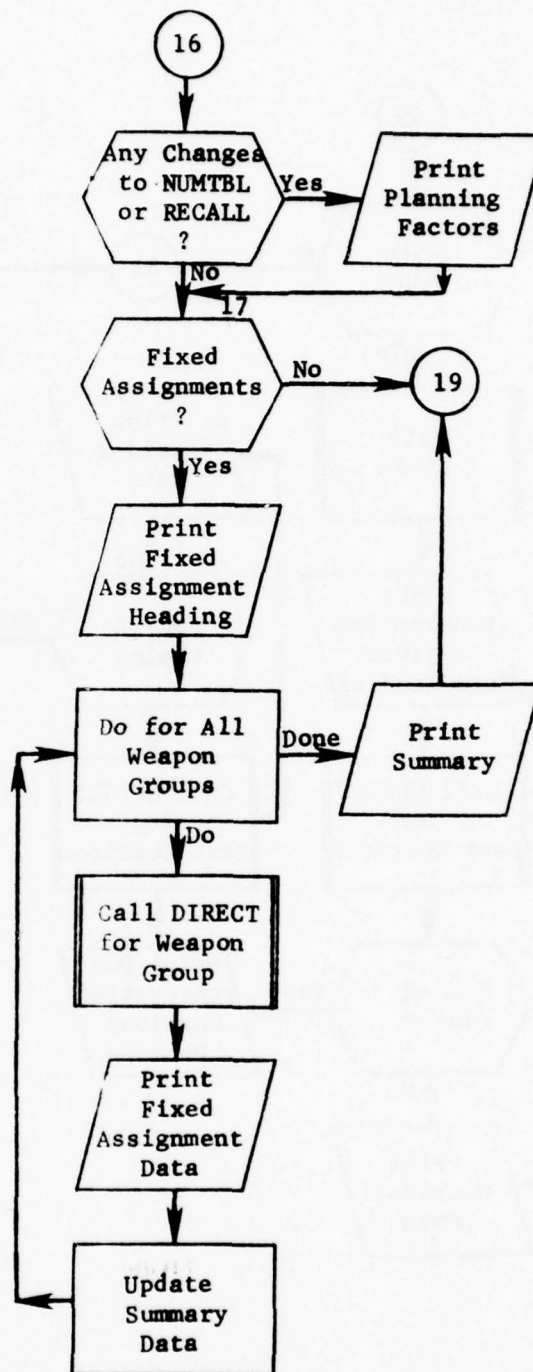 16
Any Changes
to NUMTBL
or RECALL
?
Yes
Print
Planning
Factors
No
17
Fixed
Assignments
?
No
19
Yes
Print
Fixed
Assignment
Heading
Do for All
Weapon
Groups
Done
Print
Summary
Do
Call DIRECT
for Weapon
Group
Print
Fixed
Assignment
Data
Update
Summary
Data